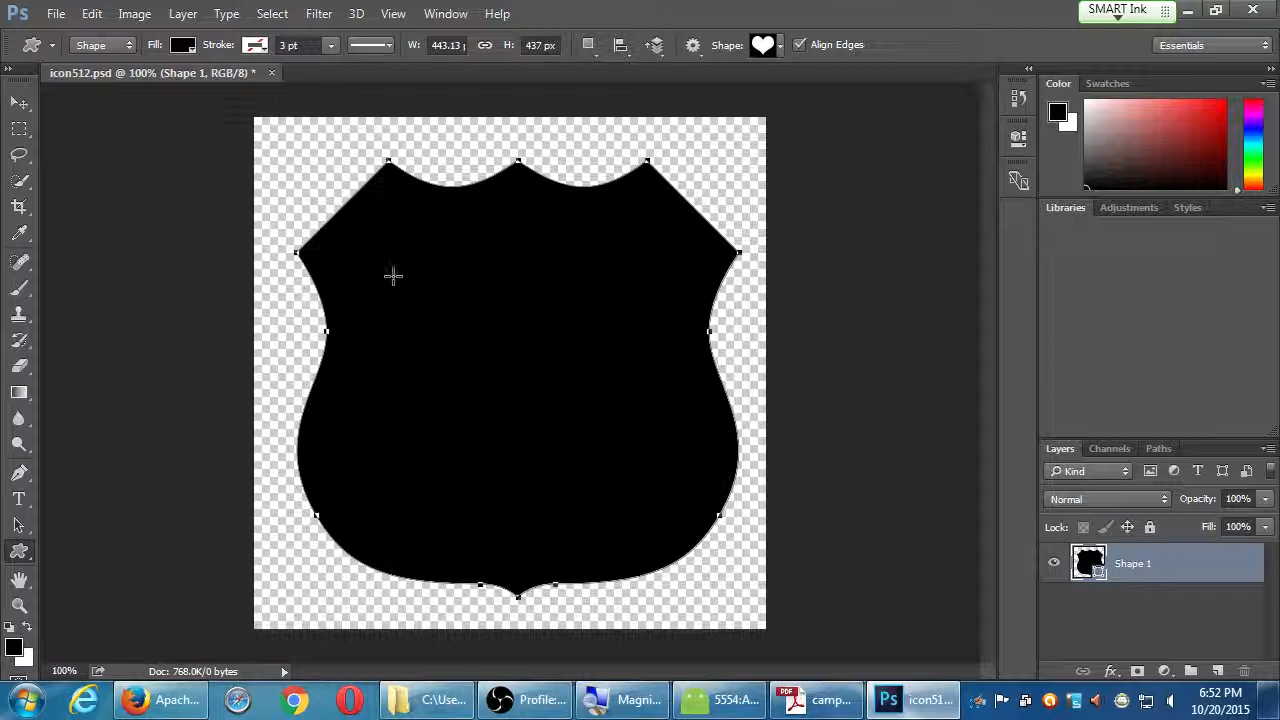 SMART Ink
Ps File Edit Image Layer Type Select Filter 3D View Window Help
Shape Fill: Stroke: 3 pt W: 443.13 H: Shape: Align Edges Essentials
icon512.psd @ 100% (Shape 1, RGB/8) *
Color Swatches
Libraries Adjustments Styles
Layers Channels Paths
Kind
Normal Opacity: 100%
Lock: Fill: 100%
Shape 1
100% Doc: 768.0K/0 bytes
Apach... C:\Use... Profile:... Magni... 5554:A... PDF camp... Ps icon51...
6:52 PM
10/20/2015